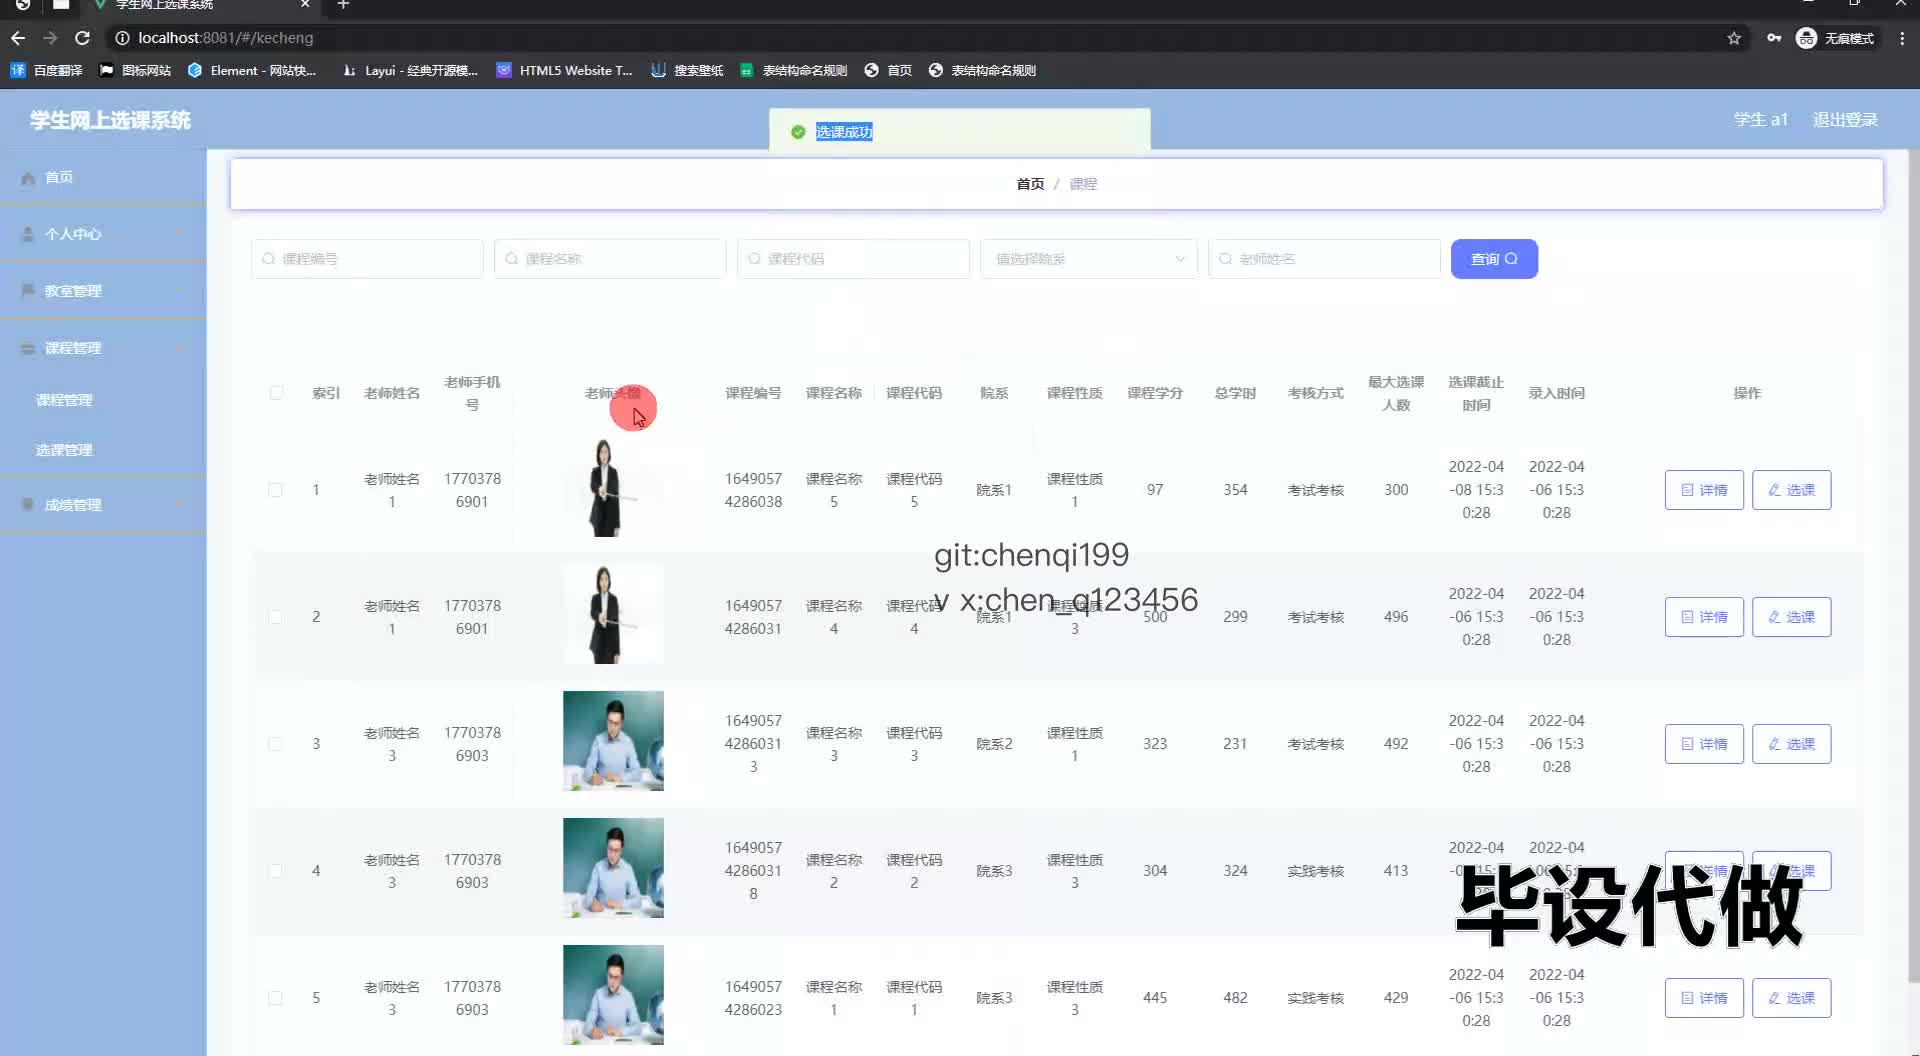 学生网上选课系统
localhost:8081/#/kecheng
无痕模式
百度翻译
图标网站
Element - 网站快...
Layui - 经典开源模...
HTML5 Website T...
搜索壁纸
表结构命名规则
首页
表结构命名规则
学生网上选课系统
选课成功
学生 a1
退出登录
首页
个人中心
教室管理
课程管理
课程管理
选课管理
成绩管理
首页 / 课程
课程编号
课程名称
课程代码
请选择院系
老师姓名
查询
索引 老师姓名 老师手机号 老师头像 课程编号 课程名称 课程代码 院系 课程性质 课程学分 总学时 考核方式 最大选课人数 选课截止时间 录入时间 操作
1 老师姓名1 17703786901 16490574286038 课程名称5 课程代码5 院系1 课程性质1 97 354 考试考核 300 2022-04-08 15:30:28 2022-04-06 15:30:28 详情 选课
git:chenqi199
v x:chen_q123456
2 老师姓名1 17703786901 16490574286031 课程名称4 课程代码4 院系1 课程性质3 500 299 考试考核 496 2022-04-06 15:30:28 2022-04-06 15:30:28 详情 选课
3 老师姓名3 17703786903 164905742860313 课程名称3 课程代码3 院系2 课程性质1 323 231 考试考核 492 2022-04-06 15:30:28 2022-04-06 15:30:28 详情 选课
4 老师姓名3 17703786903 164905742860318 课程名称2 课程代码2 院系3 课程性质3 304 324 实践考核 413 2022-04 2022-04 详情 选课
毕设代做
5 老师姓名3 17703786903 16490574286023 课程名称1 课程代码1 院系3 课程性质3 445 482 实践考核 429 2022-04-06 15:30:28 2022-04-06 15:30:28 详情 选课